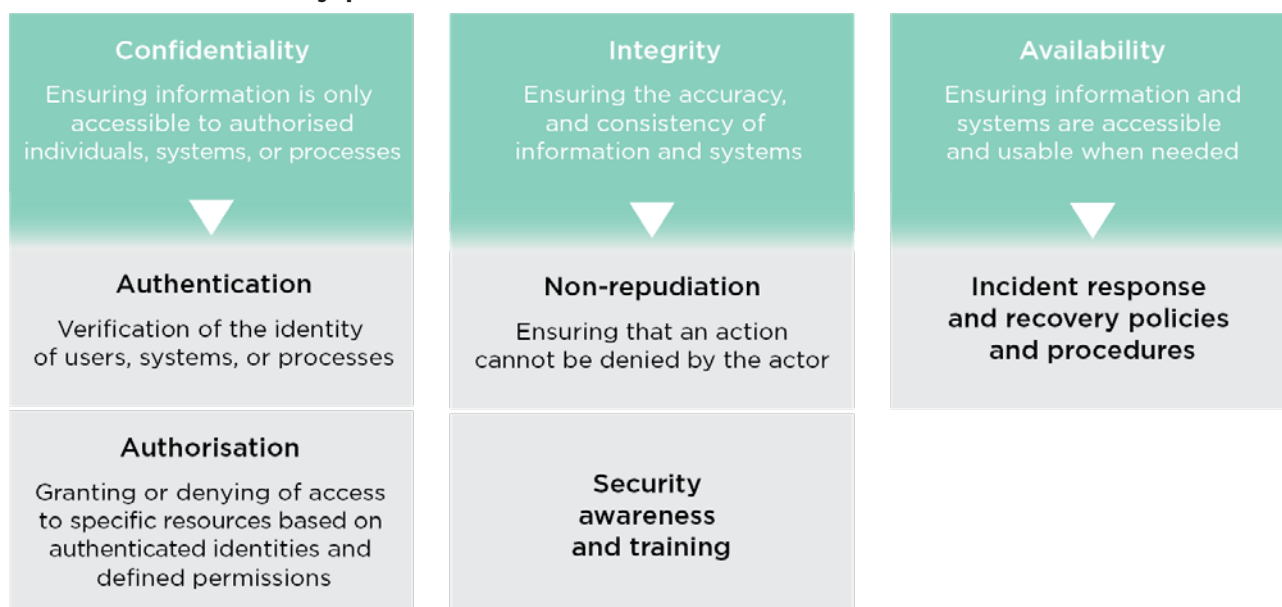 Confidentiality
Ensuring information is only
accessible to authorised
individuals, systems, or processes
Authentication
Verification of the identity
of users, systems, or processes
Authorisation
Granting or denying of access
to specific resources based on
authenticated identities and
defined permissions
Integrity
Ensuring the accuracy,
and consistency of
information and systems
Non-repudiation
Ensuring that an action
cannot be denied by the actor
Security
awareness
and training
Availability
Ensuring information and
systems are accessible
and usable when needed
Incident response
and recovery policies
and procedures